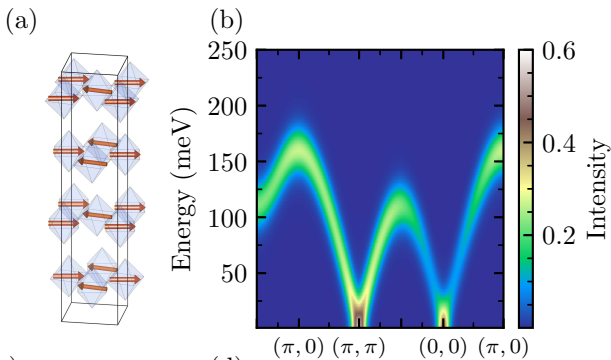 (a)
(b)
250
200
150
100
50
Energy (meV)
(π, 0) (π, π) (0, 0) (π, 0)
0.6
0.4
0.2
Intensity
(d)